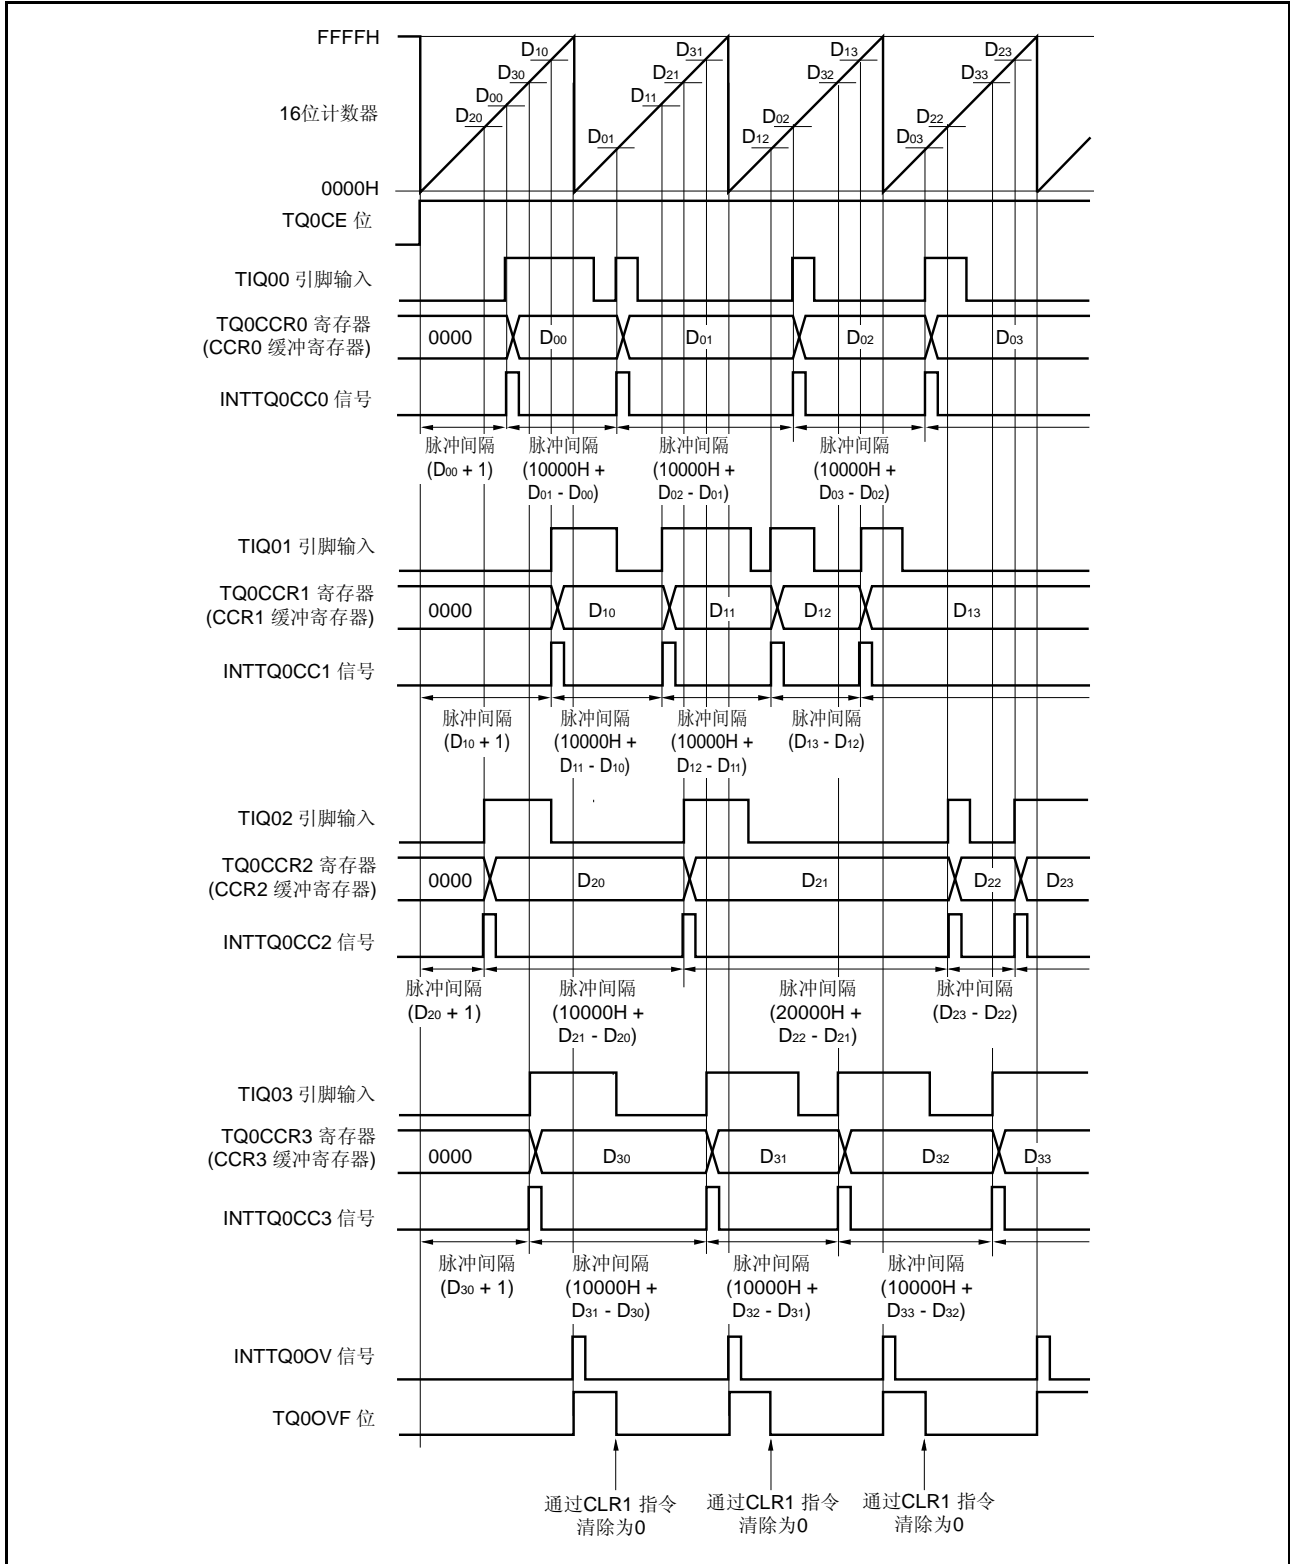 FFFFH
D10
D31
D13
D23
D30
D21
D32
D33
16位计数器
D00
D11
D20
D02
D22
D01
D12
D03
0000H
TQ0CE 位
TIQ00 引脚输入
TQ0CCR0 寄存器
(CCR0 缓冲寄存器)
0000
D00
D01
D02
D03
INTTQ0CC0 信号
脉冲间隔
(D00 + 1)
脉冲间隔
(10000H +
D01 - D00)
脉冲间隔
(10000H +
D02 - D01)
脉冲间隔
(10000H +
D03 - D02)
TIQ01 引脚输入
TQ0CCR1 寄存器
(CCR1 缓冲寄存器)
0000
D10
D11
D12
D13
INTTQ0CC1 信号
脉冲间隔
(D10 + 1)
脉冲间隔
(10000H +
D11 - D10)
脉冲间隔
(10000H +
D12 - D11)
脉冲间隔
(D13 - D12)
TIQ02 引脚输入
TQ0CCR2 寄存器
(CCR2 缓冲寄存器)
0000
D20
D21
D22
D23
INTTQ0CC2 信号
脉冲间隔
(D20 + 1)
脉冲间隔
(10000H +
D21 - D20)
脉冲间隔
(20000H +
D22 - D21)
脉冲间隔
(D23 - D22)
TIQ03 引脚输入
TQ0CCR3 寄存器
(CCR3 缓冲寄存器)
0000
D30
D31
D32
D33
INTTQ0CC3 信号
脉冲间隔
(D30 + 1)
脉冲间隔
(10000H +
D31 - D30)
脉冲间隔
(10000H +
D32 - D31)
脉冲间隔
(10000H +
D33 - D32)
INTTQ0OV 信号
TQ0OVF 位
通过CLR1 指令
清除为0
通过CLR1 指令
清除为0
通过CLR1 指令
清除为0